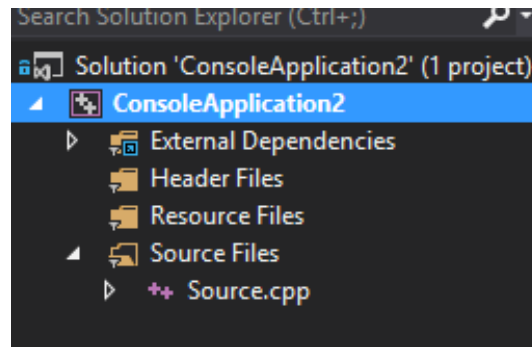 Search Solution Explorer (Ctrl+;)
Solution 'ConsoleApplication2' (1 project)
ConsoleApplication2
External Dependencies
Header Files
Resource Files
Source Files
Source.cpp